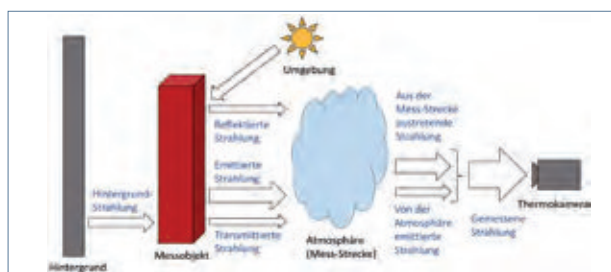 Umgebung
Aus der
Mess-Strecke
austretende
Strahlung
Reflektierte
Strahlung
Emittierte
Strahlung
Hintergrund-
Strahlung
Thermokamera
Von der
Atmosphäre
emittierte
Strahlung
Gemessene
Strahlung
Transmittierte
Strahlung
Atmosphäre
(Mess-Strecke)
Messobjekt
Hintergrund